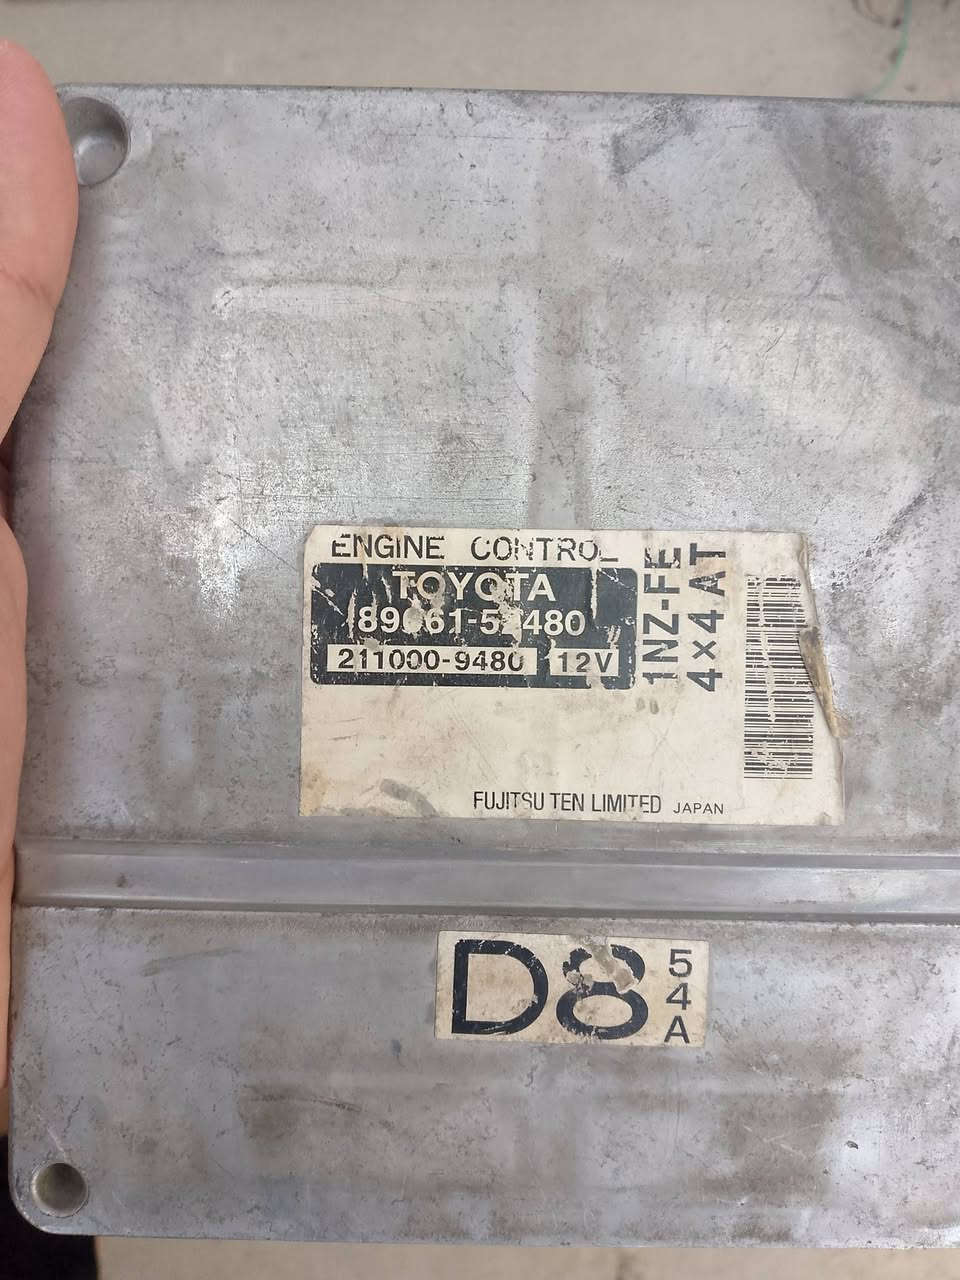 ENGINE CONTROL
TOYOTA
211000-9480 12V
1NZ-FE
4×4 AT
FUJITSU TEN LIMITED JAPAN
D8
54A